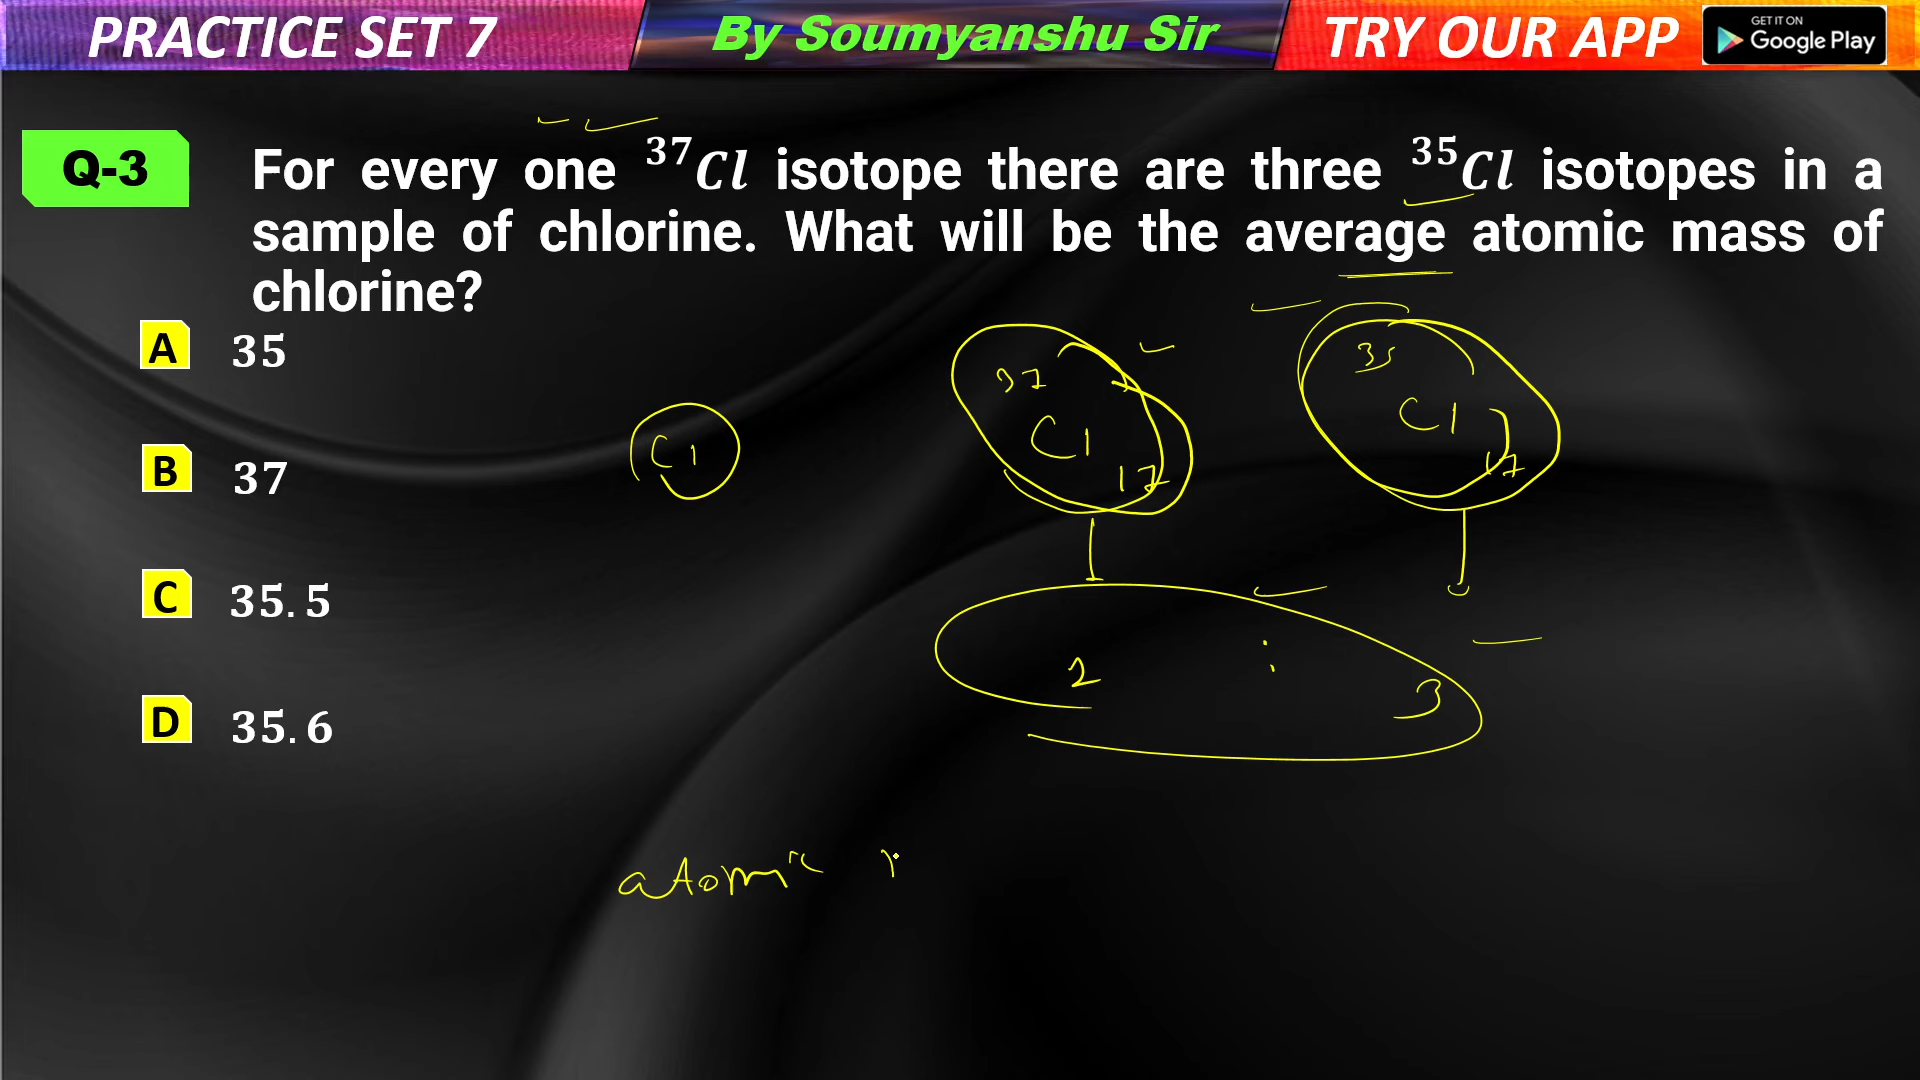 PRACTICE SET 7
By Soumyanshu Sir
TRY OUR APP
GET IT ON
Google Play
Q-3
For every one ³⁷Cl isotope there are three ³⁵Cl isotopes in a
sample of chlorine. What will be the average atomic mass of
chlorine?
A 35
B 37
C 35.5
D 35.6
Cl
37 Cl 17
35 Cl 17
2 : 3
atomic